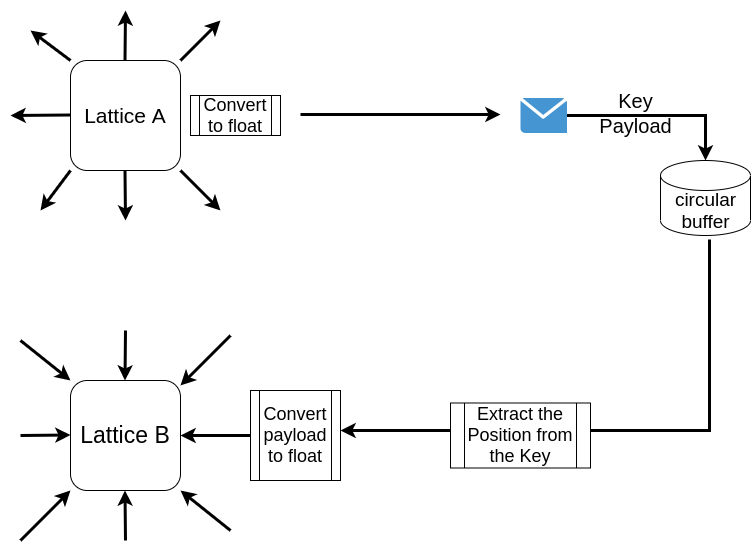 Lattice A
Convert
to float
Key
Payload
circular
buffer
Lattice B
Convert
payload
to float
Extract the
Position from
the Key